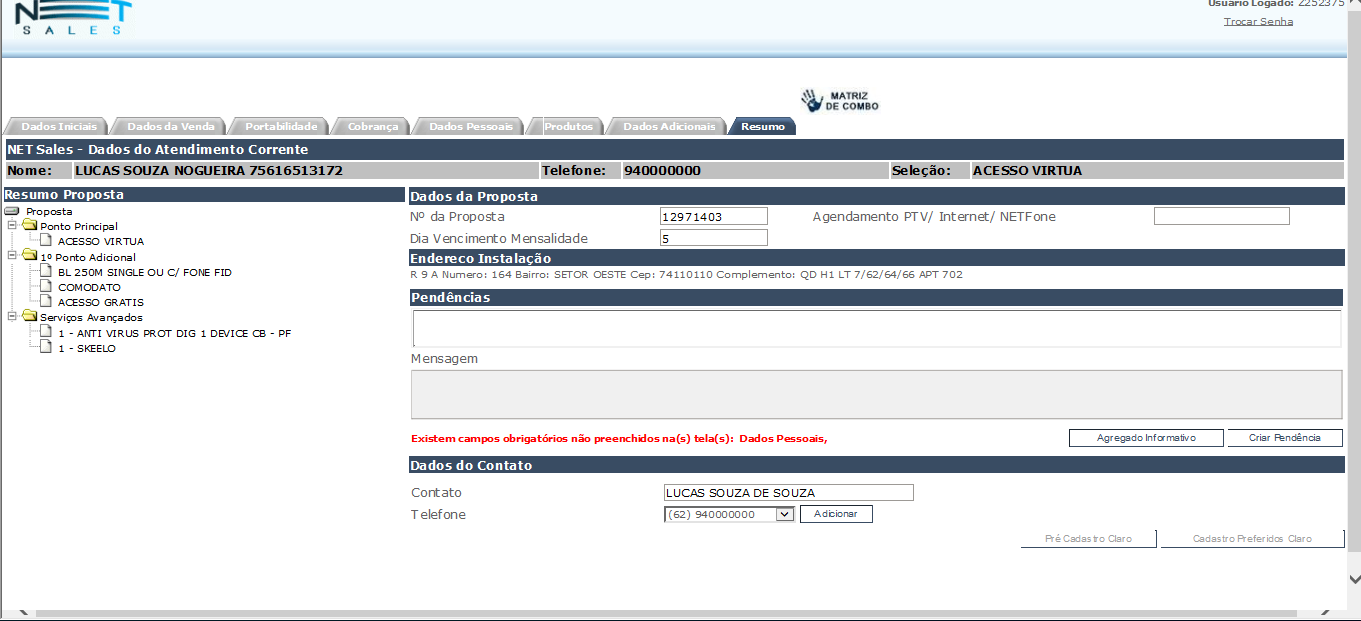 NET
SALES
Usuário Logado: Z252375
Trocar Senha
MATRIZ
DE COMBO
Dados Iniciais Dados da Venda Portabilidade Cobrança Dados Pessoais Produtos Dados Adicionais Resumo
NET Sales - Dados do Atendimento Corrente
Nome: LUCAS SOUZA NOGUEIRA 75616513172 Telefone: 940000000 Seleção: ACESSO VIRTUA
Resumo Proposta
Proposta
Ponto Principal
ACESSO VIRTUA
1º Ponto Adicional
BL 250M SINGLE OU C/ FONE FID
COMODATO
ACESSO GRATIS
Serviços Avançados
1 - ANTI VIRUS PROT DIG 1 DEVICE CB - PF
1 - SKEELO
Dados da Proposta
Nº da Proposta 12971403 Agendamento PTV/ Internet/ NETFone
Dia Vencimento Mensalidade 5
Endereco Instalação
R 9 A Numero: 164 Bairro: SETOR OESTE Cep: 74110110 Complemento: QD H1 LT 7/62/64/66 APT 702
Pendências
Mensagem
Existem campos obrigatórios não preenchidos na(s) tela(s): Dados Pessoais,
Agregado Informativo Criar Pendência
Dados do Contato
Contato LUCAS SOUZA DE SOUZA
Telefone (62) 940000000 Adicionar
Pré Cadastro Claro Cadastro Preferidos Claro